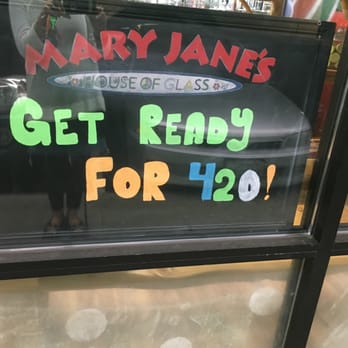 MARY JANE'S
HOUSE OF GLASS
GET READY
FOR 420!